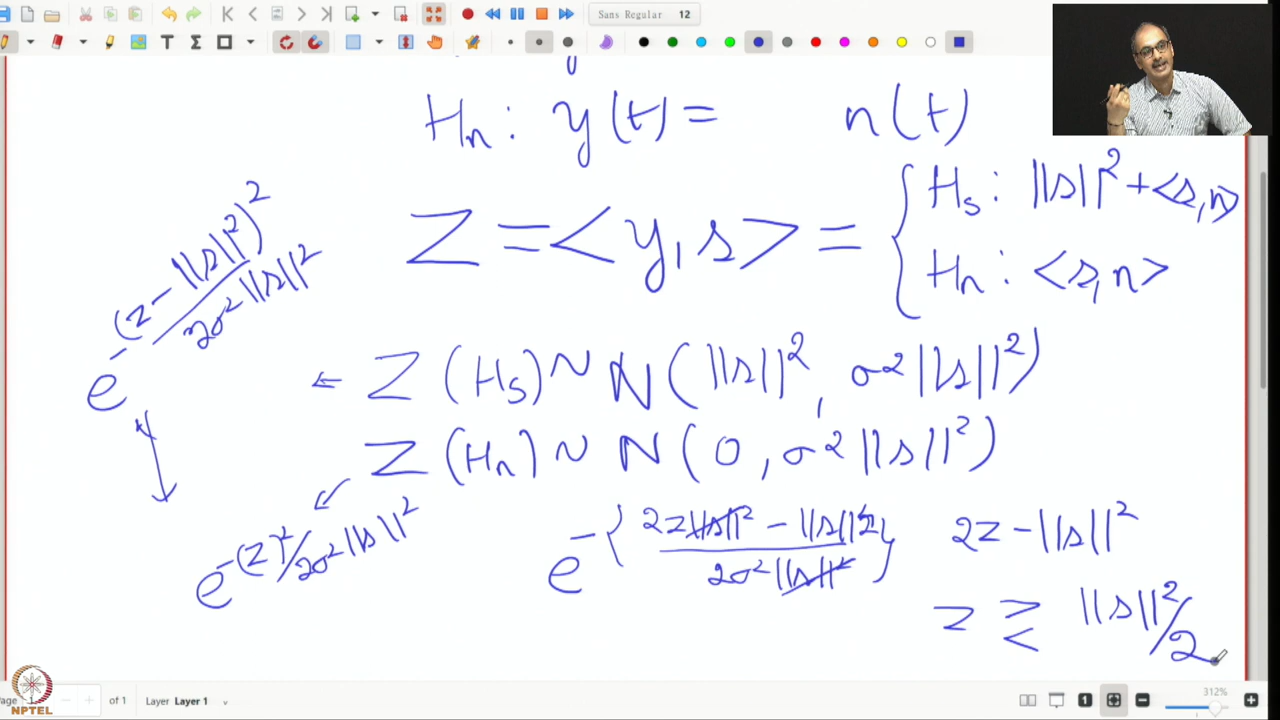 Sans Regular 12
Hn : y(t) = n(t)
Z = <y,s> = { Hs : ||s||² + <s,n>
Hn : <s,n>
e^-(z - ||s||²)²/2σ²||s||²
← Z (Hs) ~ N(||s||², σ²||s||²)
Z (Hn) ~ N(0, σ²||s||²)
e^-(z)²/2σ²||s||²
e^-{2z||s||² - ||s||⁴/2σ²||s||²} 2z - ||s||²
z ≷ ||s||²/2
NPTEL
Page 1 of 1 Layer Layer 1
312%